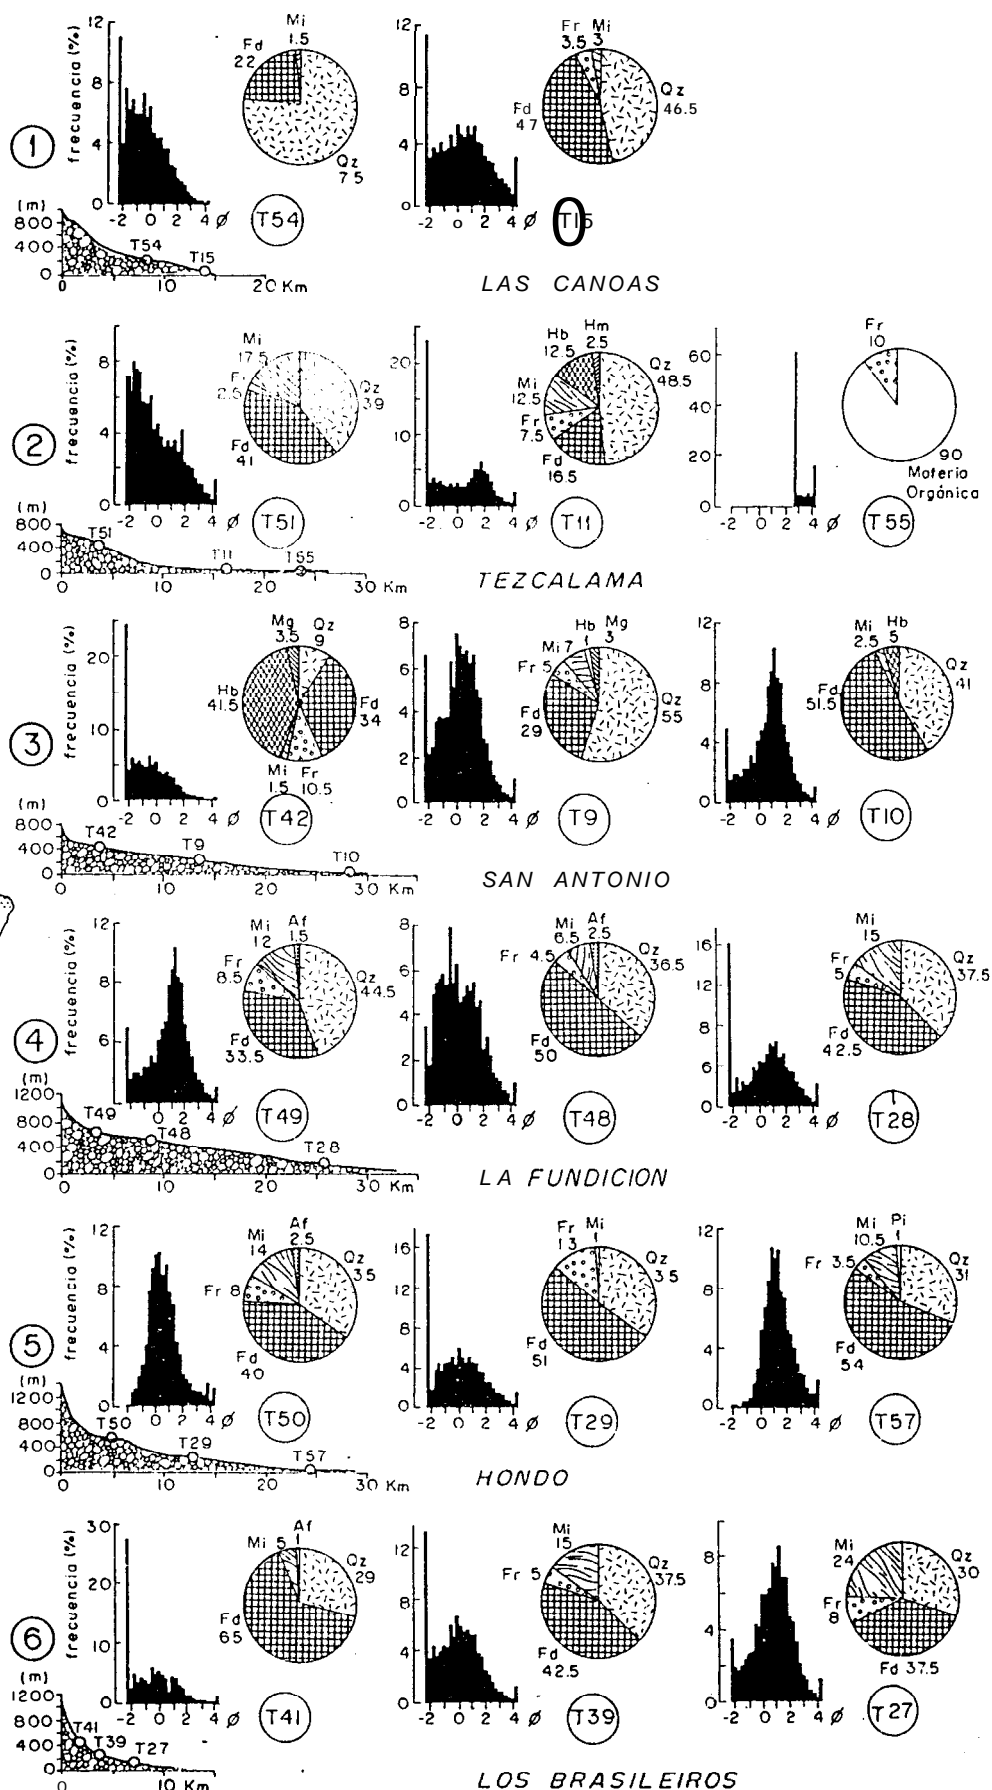 12
8
4
0
frecuencia (%)
-2 0 2 4 ø
Mi
1.5
Fd
22
Qz
75
T54
12
8
4
0
-2 0 2 4 ø
Fr
3.5
Mi
3
Qz
46.5
Fd
47
T15
0
1
(m)
800
400
0
T54
T15
0 10 20 Km
LAS CANOAS
8
4
0
frecuencia (%)
-2 0 2 4 ø
Mi
17.5
2.5
Qz
39
Fd
41
T51
20
10
0
-2 0 2 4 ø
Hb
12.5
Hm
2.5
Qz
48.5
Mi
12.5
Fr
7.5
Fd
16.5
T11
60
40
20
0
-2 0 2 4 ø
Fr
10
90
Materia
Orgánica
T55
2
(m)
800
400
0
T51
T11
T55
0 10 20 30 Km
TEZCALAMA
20
10
0
frecuencia (%)
-2 0 2 4 ø
Mg
3.5
Qz
9
Hb
41.5
Fd
34
Mi
1.5
Fr
10.5
T42
8
6
4
2
0
-2 0 2 4 ø
Hb
1
Mg
3
Mi 7
Fr 5
Fd
29
Qz
55
T9
12
8
4
0
-2 0 2 4 ø
Mi
2.5
Hb
5
Qz
41
Fd
51.5
T10
3
(m)
800
400
0
T42
T9
T10
0 10 20 30 Km
SAN ANTONIO
12
8
6
frecuencia (%)
0 2 4 ø
Mi
12
Af
1.5
Fr
8.5
Qz
44.5
Fd
33.5
T49
8
6
4
2
0
-2 0 2 4 ø
Mi
6.5
Af
2.5
Fr 4.5
Qz
36.5
Fd
50
T48
16
12
8
6
0
-2 0 2 4 ø
Mi
15
Fr
5
Qz
37.5
Fd
42.5
T28
4
(m)
1200
800
400
0
T49
T48
T28
0 10 20 30 Km
LA FUNDICION
12
8
4
0
frecuencia (%)
-2 0 2 4 ø
Mi
14
Af
2.5
Qz
35
Fr 8
Fd
40
T50
16
12
8
4
0
-2 0 2 4 ø
Fr
13
Mi
1
Qz
35
Fd
51
T29
12
8
4
0
-2 0 2 4 ø
Mi
10.5
Pi
1
Fr 3.5
Qz
31
Fd
54
T57
5
(m)
1200
800
400
0
T50
T29
T57
0 10 20 30 Km
HONDO
30
20
10
0
frecuencia (%)
-2 0 2 4 ø
Mi 5
Af
1
Qz
29
Fd
65
T41
12
8
4
0
-2 0 2 4 ø
Mi
15
Fr 5
Qz
37.5
Fd
42.5
T39
8
4
0
-2 0 2 4 ø
Mi
24
Qz
30
Fr
8
Fd 37.5
T27
6
(m)
1200
800
400
0
T41
T39
T27
0 10 Km
LOS BRASILEIROS